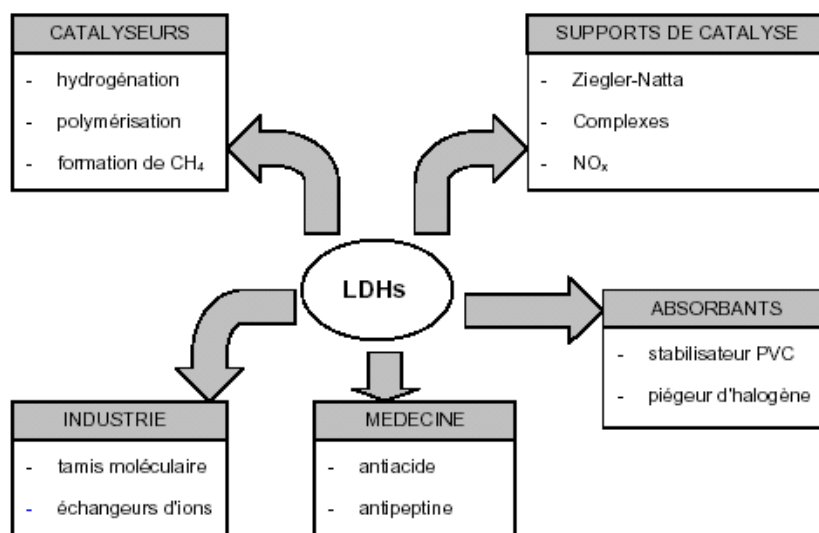 CATALYSEURS
- hydrogénation
- polymérisation
- formation de CH₄
SUPPORTS DE CATALYSE
- Ziegler-Natta
- Complexes
- NOₓ
LDHs
ABSORBANTS
- stabilisateur PVC
- piégeur d'halogène
INDUSTRIE
- tamis moléculaire
- échangeurs d'ions
MEDECINE
- antiacide
- antipeptine